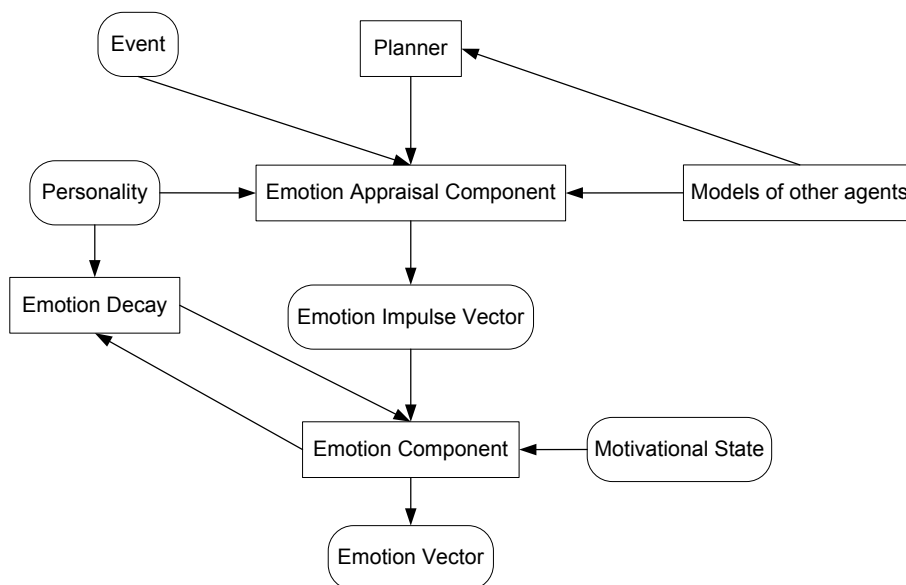 Event
Planner
Personality
Emotion Appraisal Component
Models of other agents
Emotion Decay
Emotion Impulse Vector
Emotion Component
Motivational State
Emotion Vector